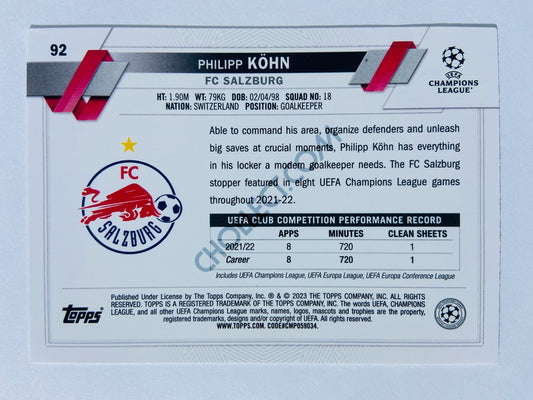 92
PHILIPP KÖHN
FC SALZBURG
UEFA
CHAMPIONS
LEAGUE®
HT: 1.90M WT: 79KG DOB: 02/04/98 SQUAD NO: 18
NATION: SWITZERLAND POSITION: GOALKEEPER
Able to command his area, organize defenders and unleash
big saves at crucial moments, Philipp Köhn has everything
in his locker a modern goalkeeper needs. The FC Salzburg
stopper featured in eight UEFA Champions League games
throughout 2021-22.
FC
SALZBURG
CHOLLECT.COM
UEFA CLUB COMPETITION PERFORMANCE RECORD
APPS MINUTES CLEAN SHEETS
2021/22 8 720 1
Career 8 720 1
Includes UEFA Champions League, UEFA Europa League, UEFA Europa Conference League
Topps
Published Under License by The Topps Company, Inc. ® & © 2023 THE TOPPS COMPANY, INC. ALL RIGHTS
RESERVED. TOPPS IS A REGISTERED TRADEMARK OF THE TOPPS COMPANY, INC. The words UEFA, CHAMPIONS
LEAGUE, and all other UEFA Champions League marks, names, logos, mascots and trophies are the property,
registered trademarks, designs and/or copyright of UEFA. All rights reserved.
WWW.TOPPS.COM. CODE#CMP059034.